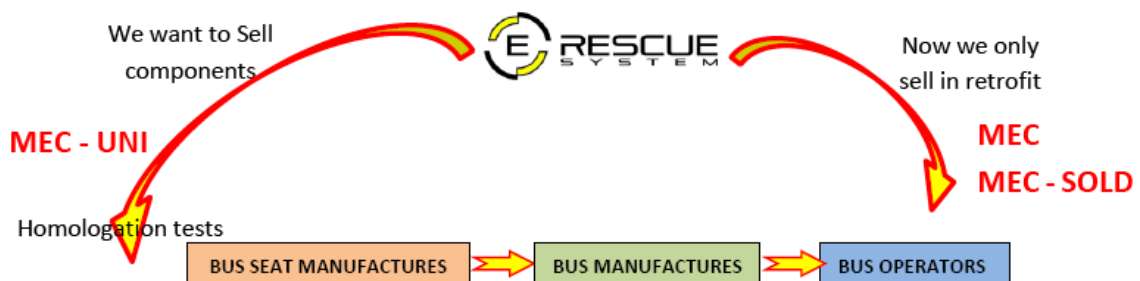 We want to Sell
components
E RESCUE
SYSTEM
Now we only
sell in retrofit
MEC - UNI
MEC
MEC - SOLD
Homologation tests
BUS SEAT MANUFACTURES
BUS MANUFACTURES
BUS OPERATORS